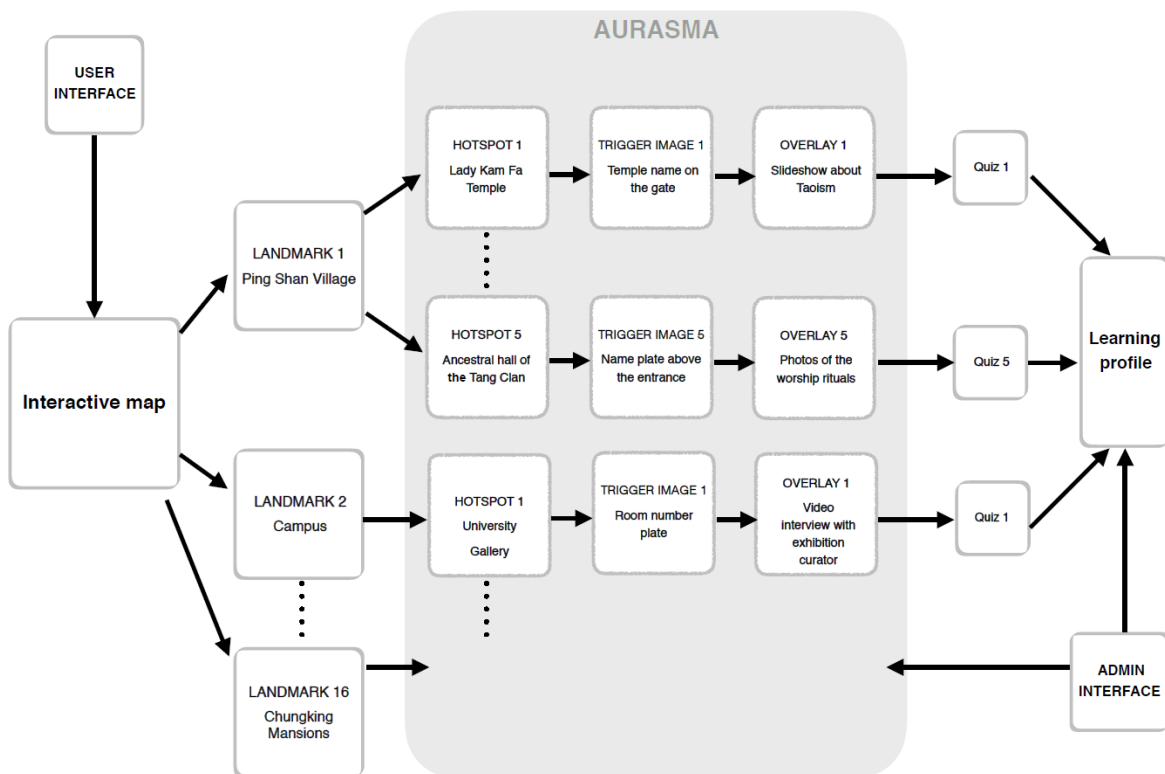 AURASMA
USER
INTERFACE
HOTSPOT 1
Lady Kam Fa
Temple
TRIGGER IMAGE 1
Temple name on
the gate
OVERLAY 1
Slideshow about
Taoism
Quiz 1
LANDMARK 1
Ping Shan Village
HOTSPOT 5
Ancestral hall of
the Tang Clan
TRIGGER IMAGE 5
Name plate above
the entrance
OVERLAY 5
Photos of the
worship rituals
Quiz 5
Learning
profile
Interactive map
LANDMARK 2
Campus
HOTSPOT 1
University
Gallery
TRIGGER IMAGE 1
Room number
plate
OVERLAY 1
Video
interview with
exhibition
curator
Quiz 1
LANDMARK 16
Chungking
Mansions
ADMIN
INTERFACE